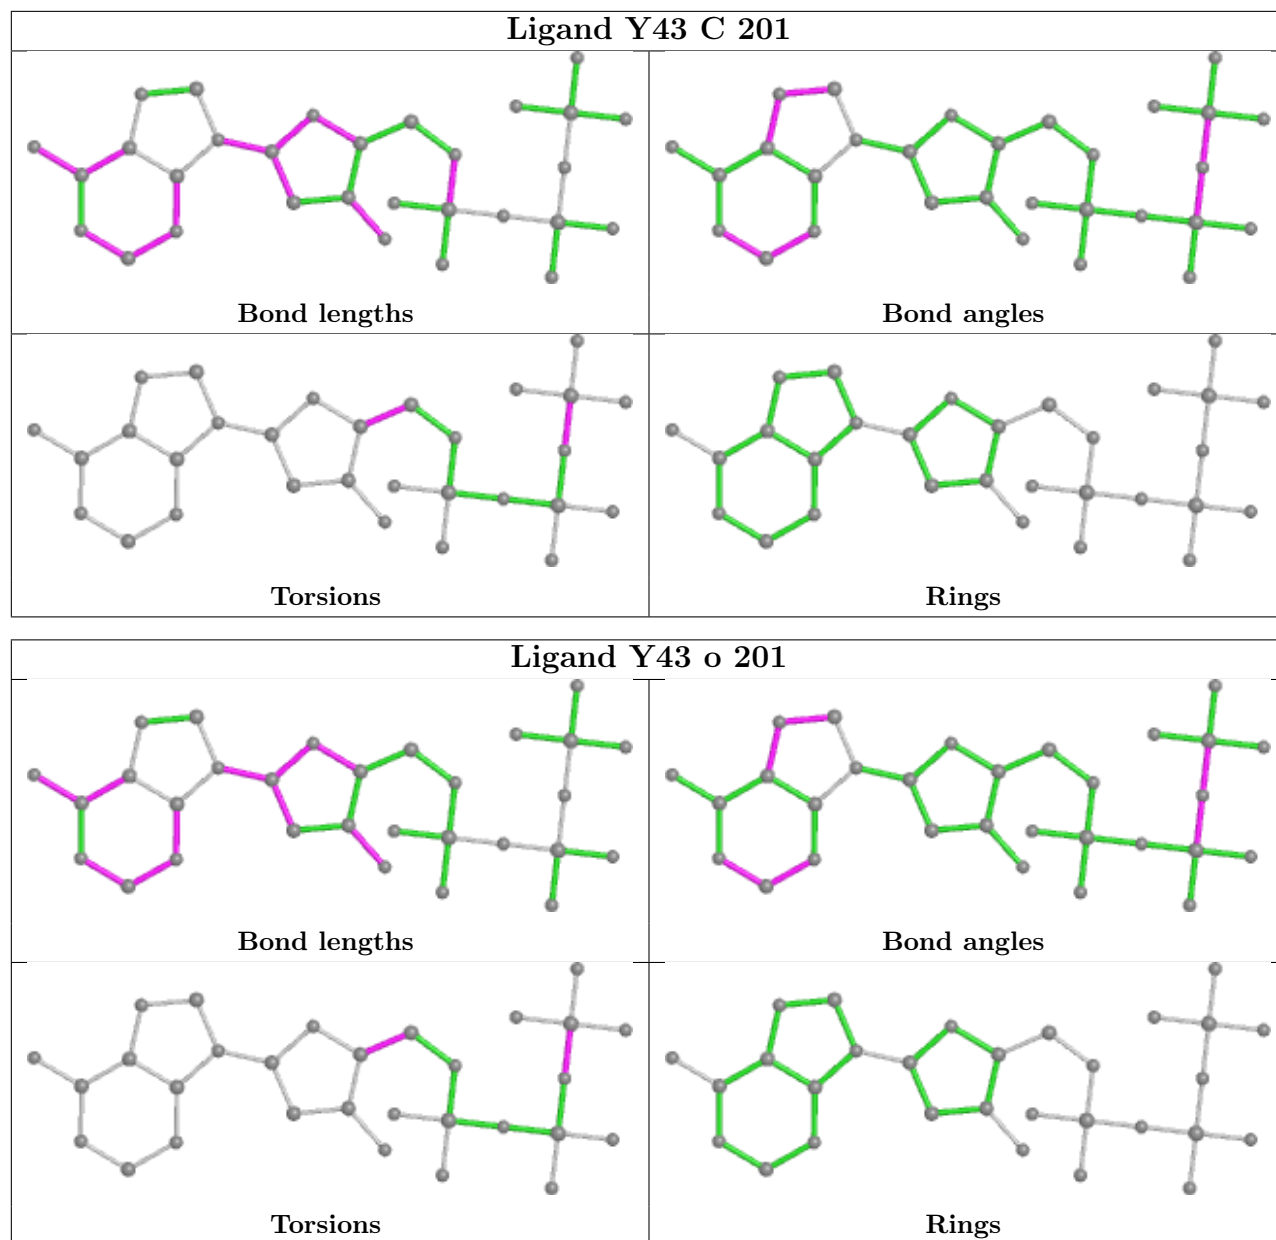 Ligand Y43 C 201
Bond lengths
Bond angles
Torsions
Rings
Ligand Y43 o 201
Bond lengths
Bond angles
Torsions
Rings